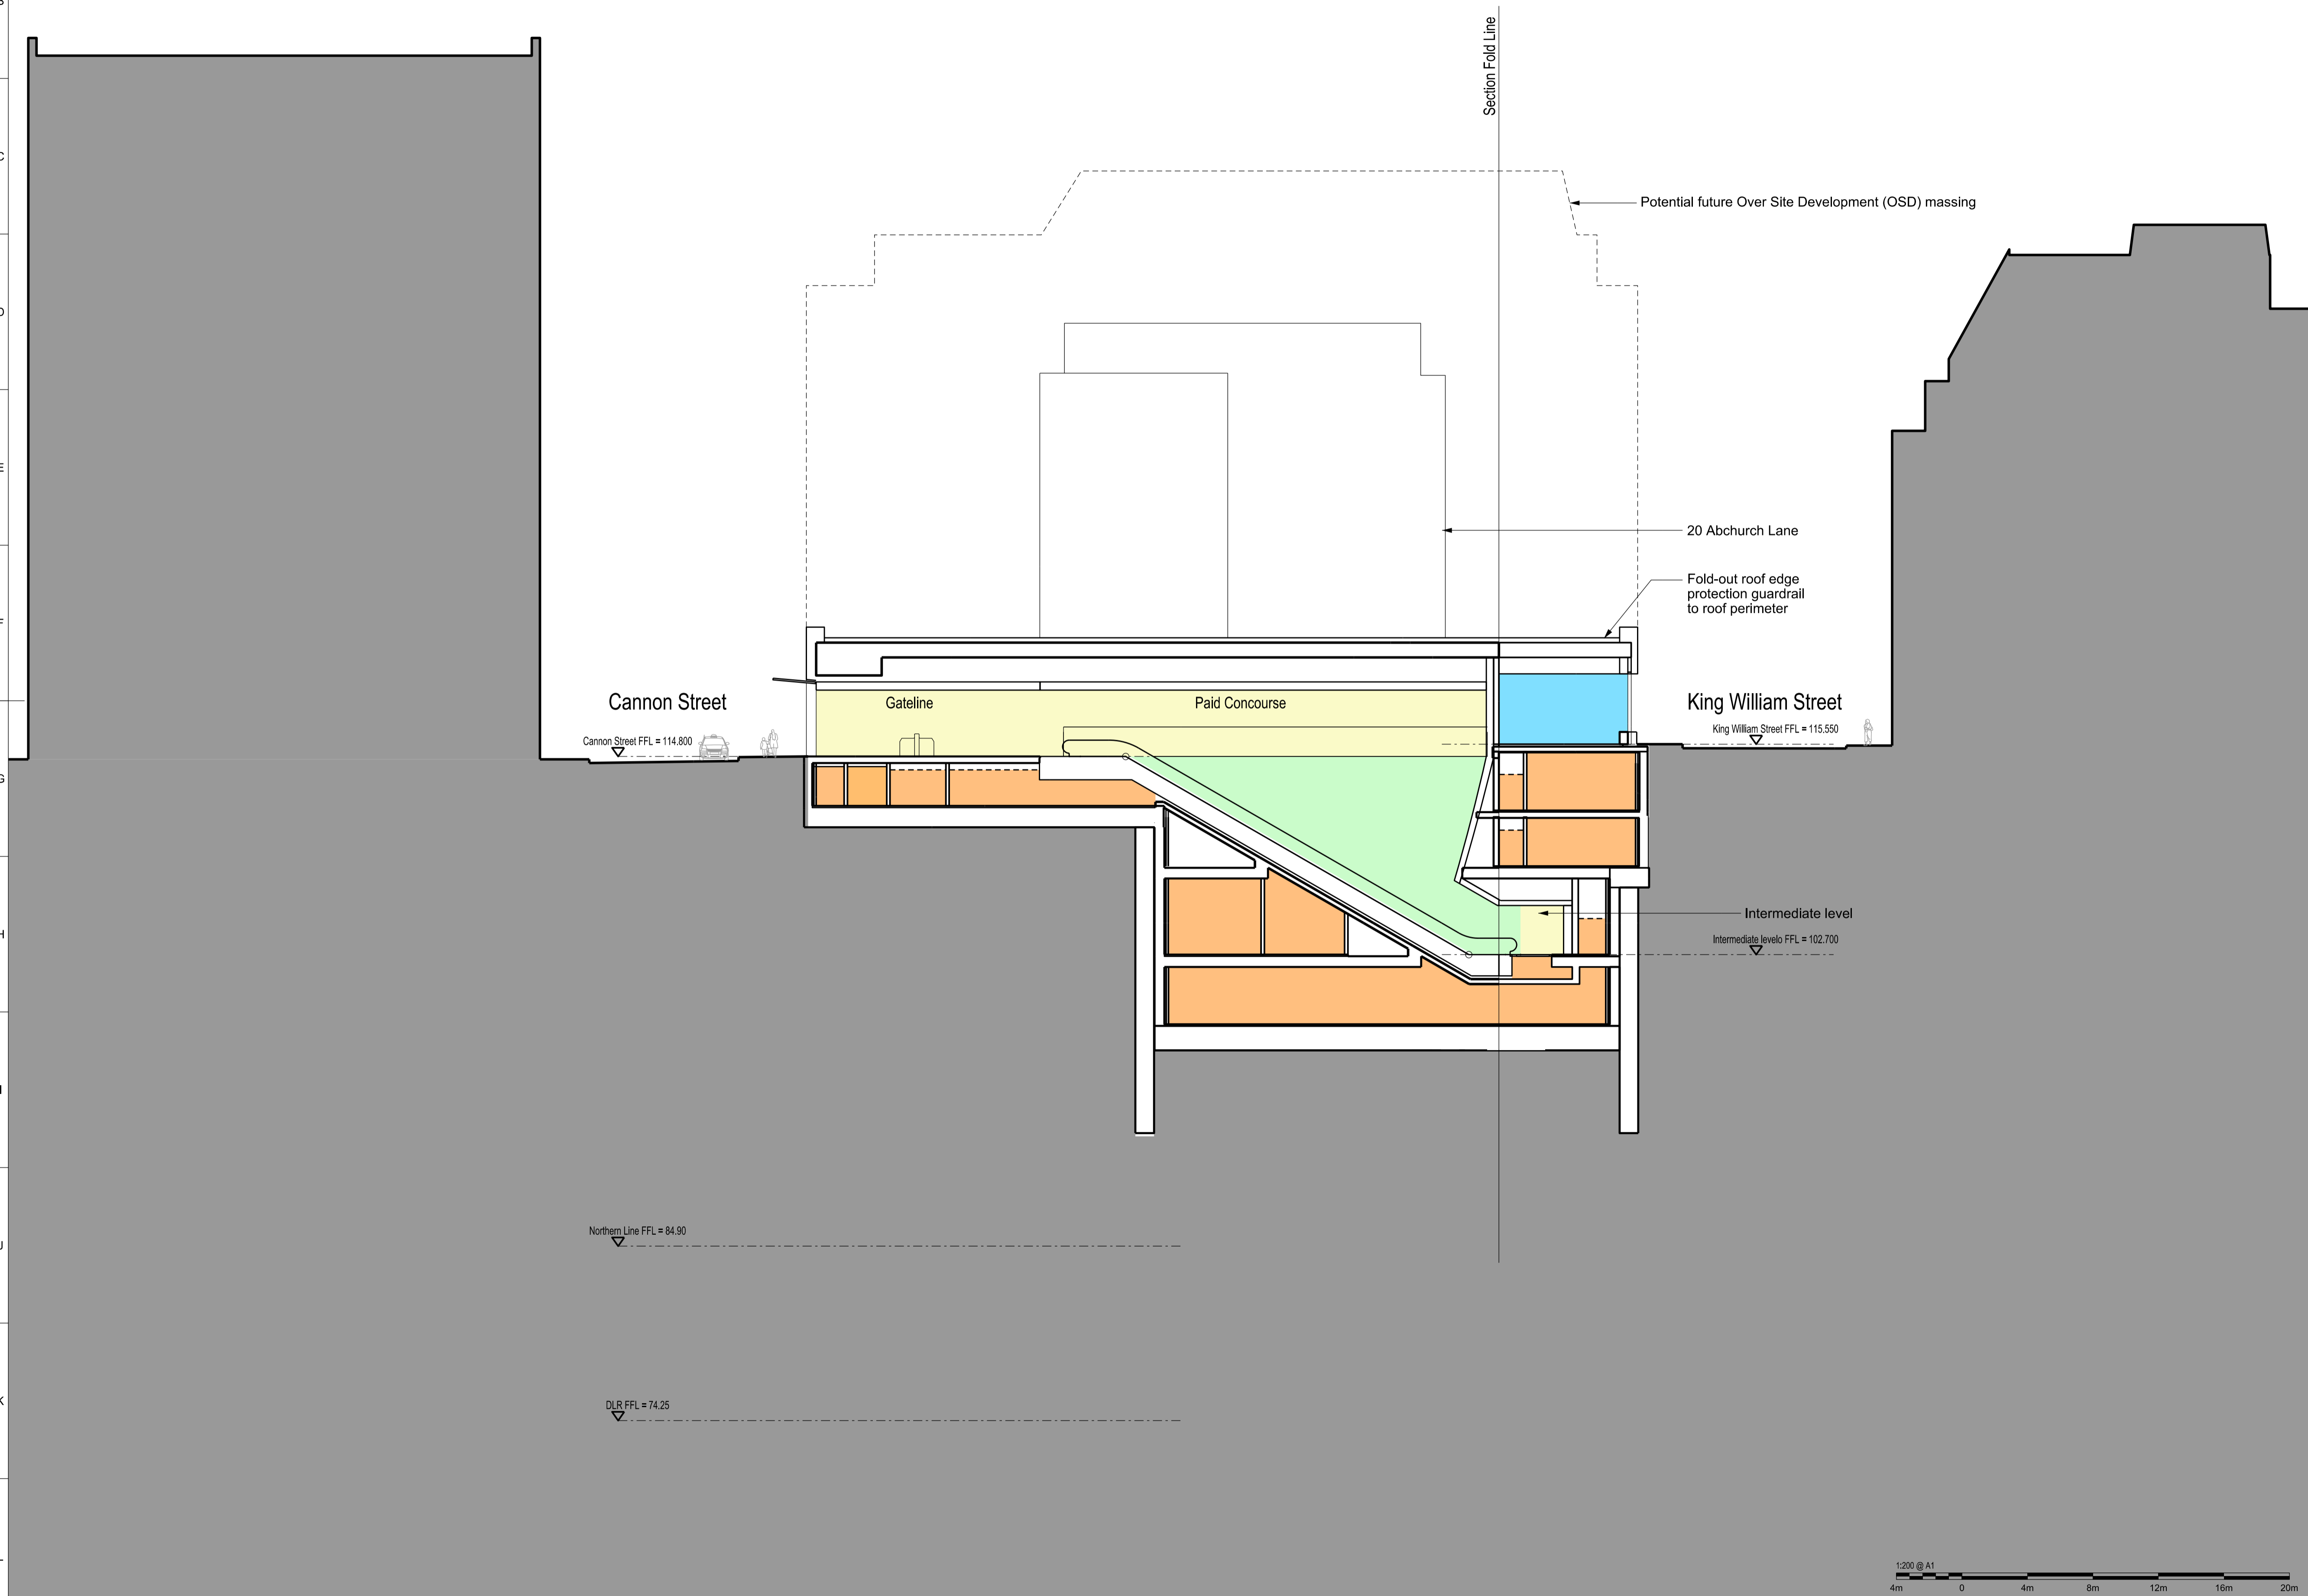 Section Fold Line
C
Potential future Over Site Development (OSD) massing
D
E
20 Abchurch Lane
Fold-out roof edge
protection guardrail
to roof perimeter
F
Cannon Street
Gateline
Paid Concourse
King William Street
King William Street FFL = 115.550
Cannon Street FFL = 114.800
G
Intermediate level
H
Intermediate levelo FFL = 102.700
I
Northern Line FFL = 84.90
J
DLR FFL = 74.25
K
1:200 @ A1
4m 0 4m 8m 12m 16m 20m